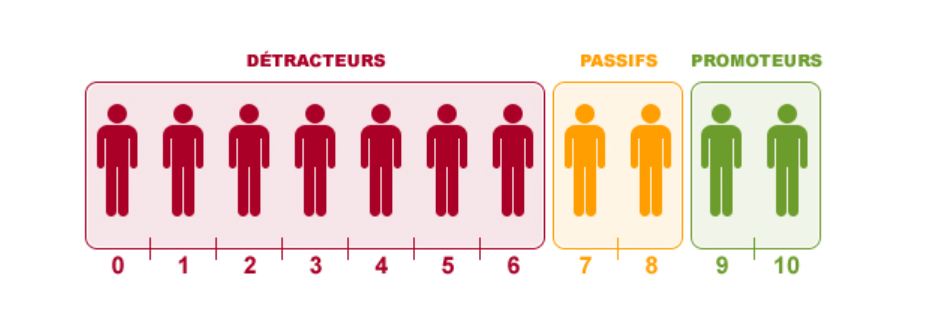 DÉTRACTEURS PASSIFS PROMOTEURS
0 1 2 3 4 5 6 7 8 9 10